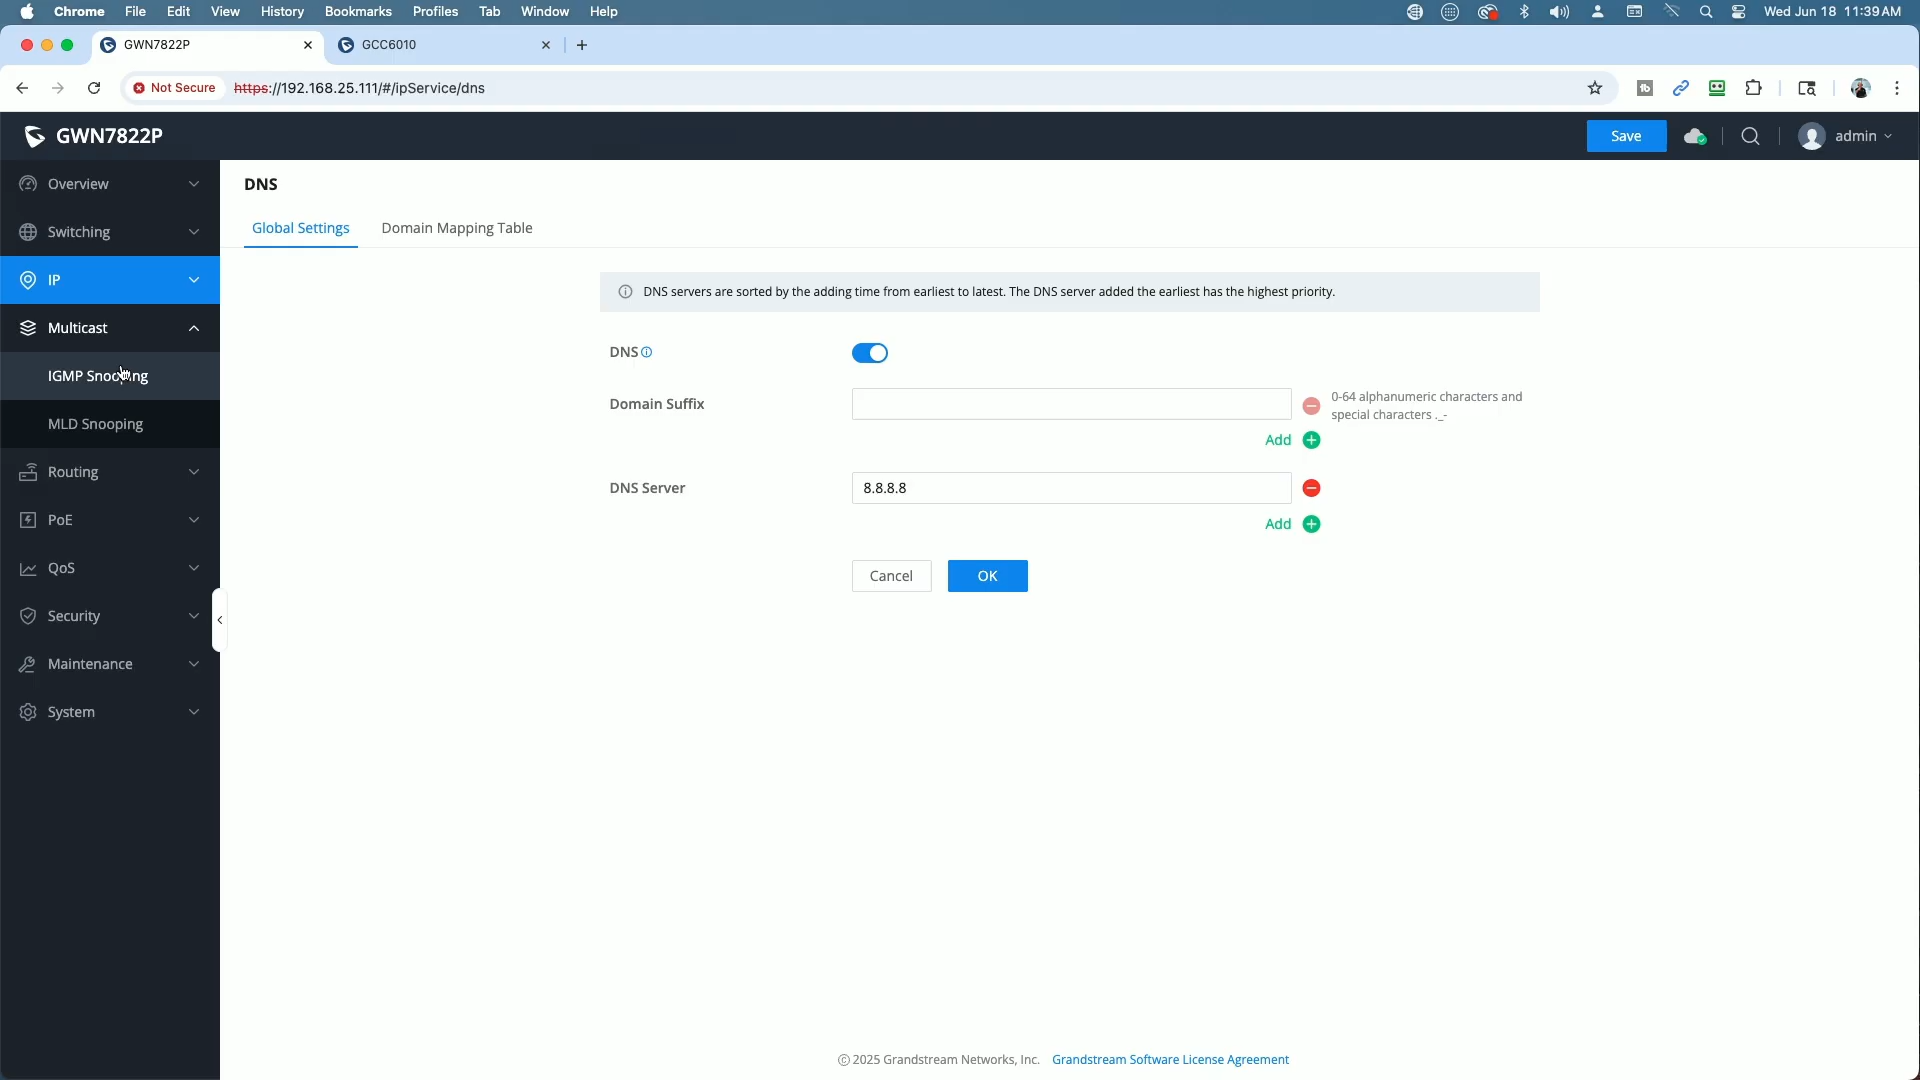 Chrome File Edit View History Bookmarks Profiles Tab Window Help Wed Jun 18 11:39 AM
GWN7822P GCC6010
Not Secure https://192.168.25.111/#/ipService/dns
GWN7822P Save admin
Overview
Switching
IP
Multicast
IGMP Snooping
MLD Snooping
Routing
PoE
QoS
Security
Maintenance
System
DNS
Global Settings Domain Mapping Table
DNS servers are sorted by the adding time from earliest to latest. The DNS server added the earliest has the highest priority.
DNS
Domain Suffix 0-64 alphanumeric characters and
special characters ._-
Add
DNS Server 8.8.8.8
Add
Cancel OK
© 2025 Grandstream Networks, Inc. Grandstream Software License Agreement